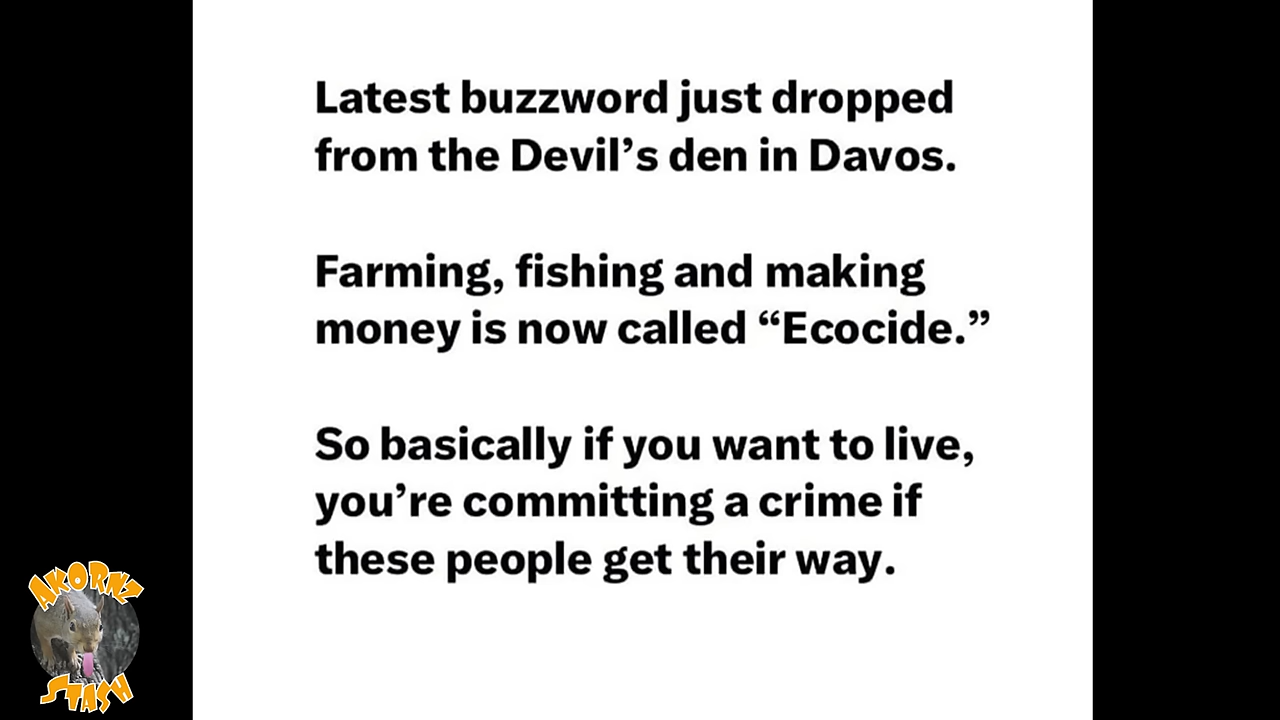 Latest buzzword just dropped
from the Devil’s den in Davos.
Farming, fishing and making
money is now called “Ecocide.”
So basically if you want to live,
you’re committing a crime if
these people get their way.
AKORNZ
STASH